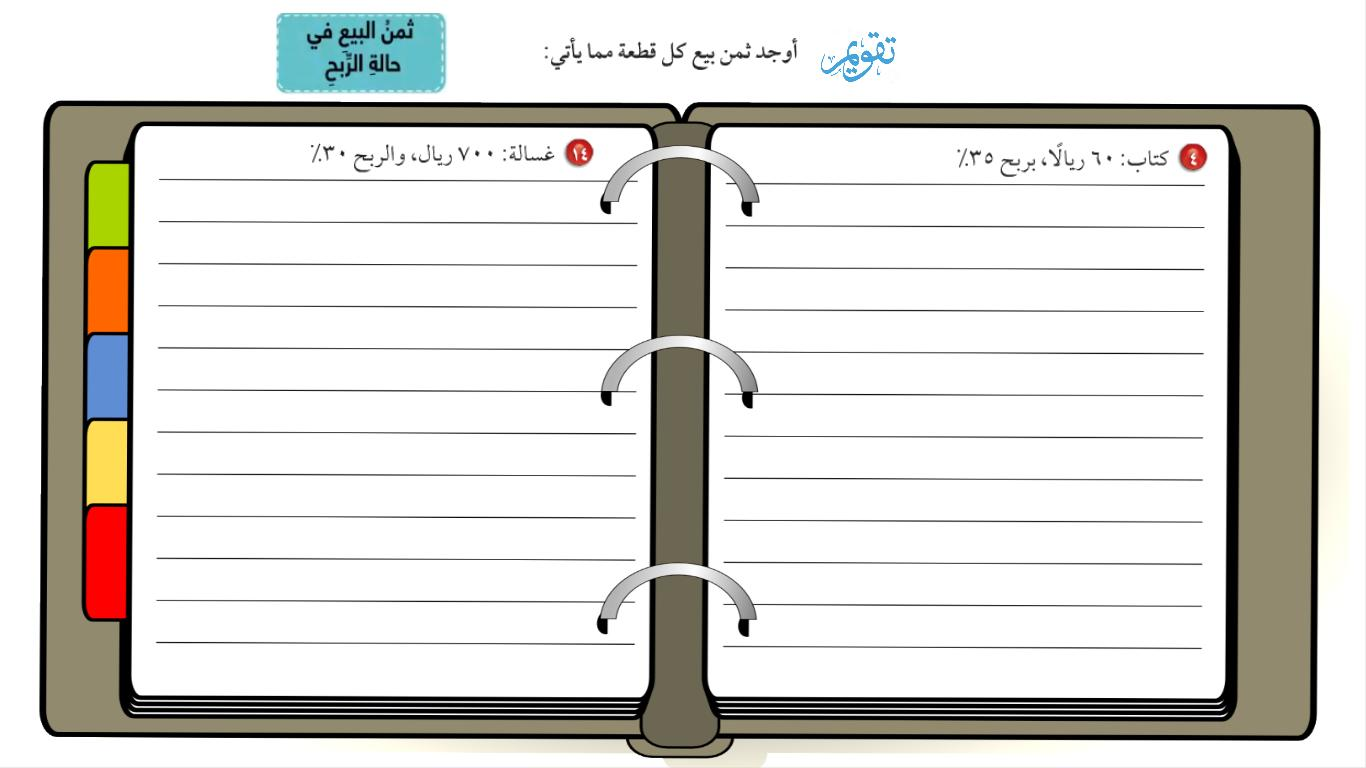 تقويم
أوجد ثمن بيع كل قطعة مما يأتي:
ثمنُ البيعِ في
حالةِ الرِّبَحِ
٤ كتاب: ٦٠ ريالًا، بربح ٣٥٪
١٤ غسالة: ٧٠٠ ريال، والربح ٣٠٪